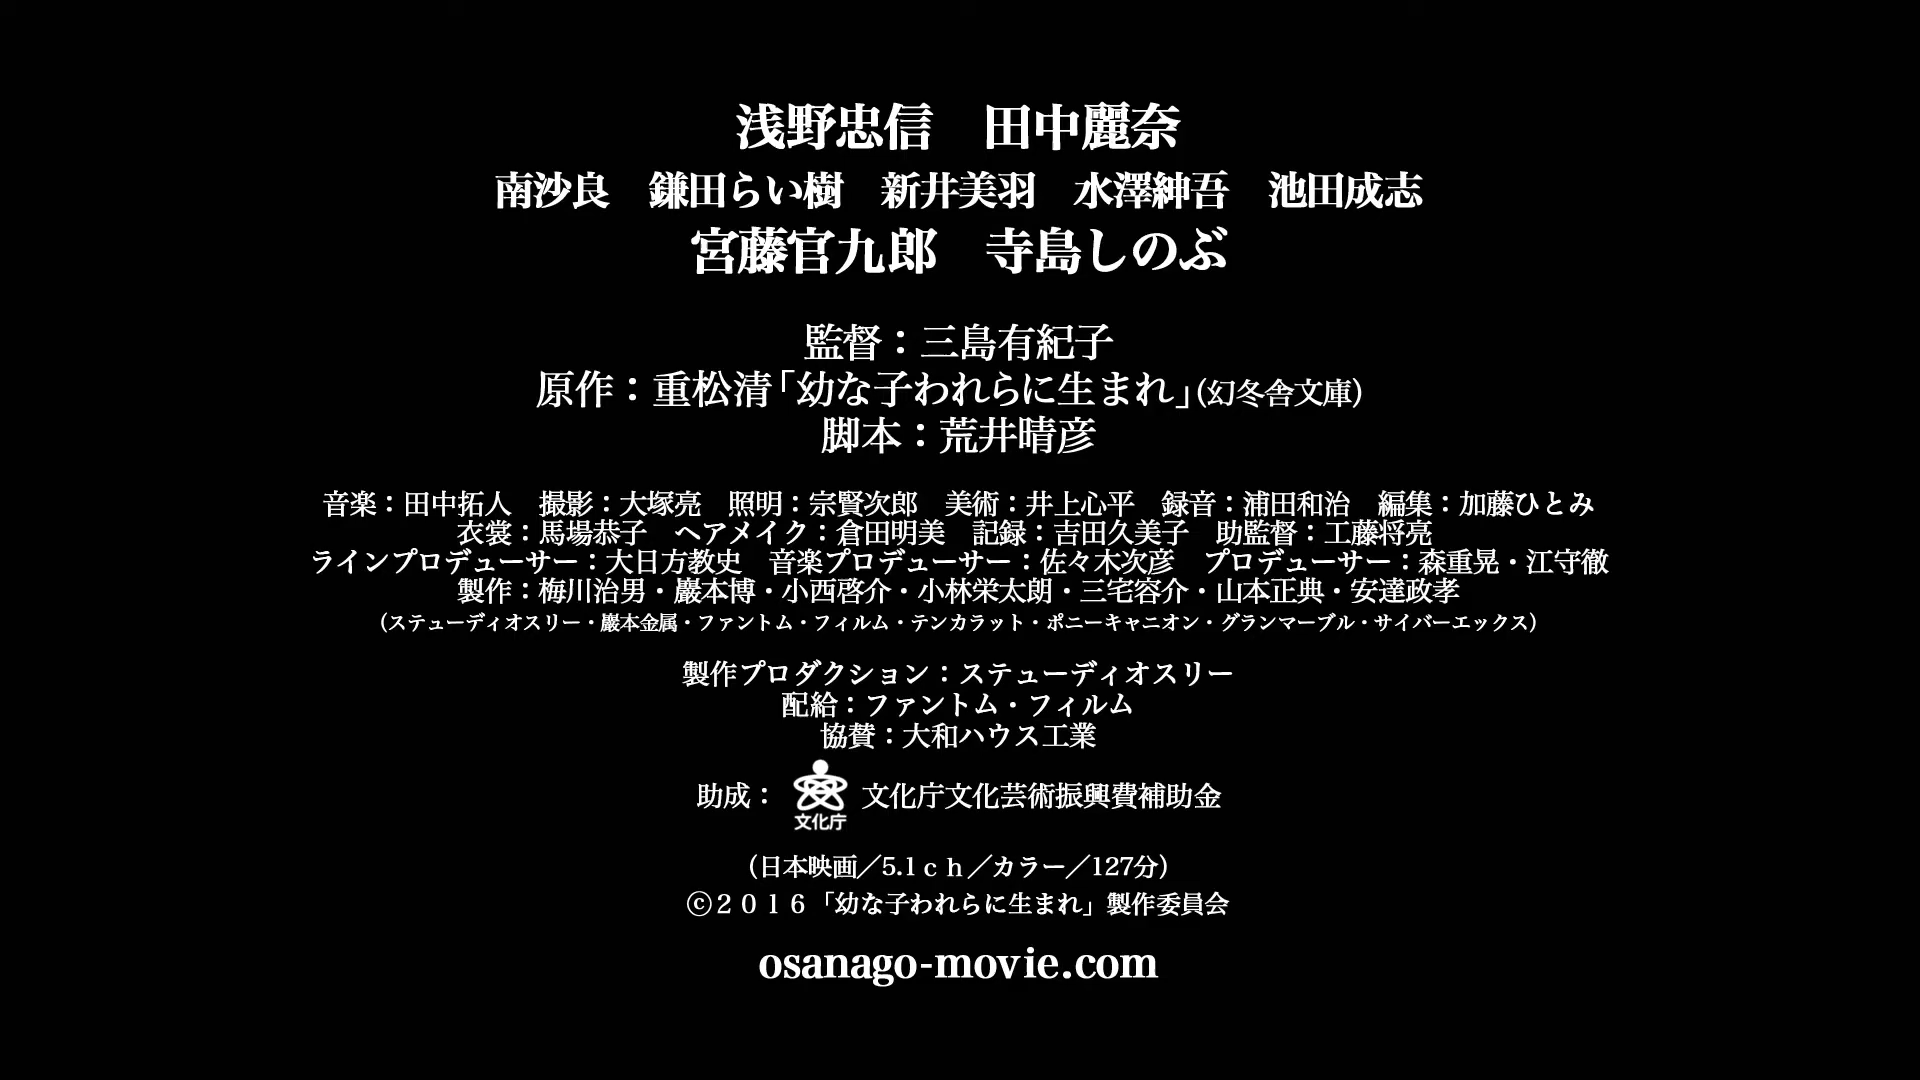 浅野忠信　田中麗奈
南沙良　鎌田らい樹　新井美羽　水澤紳吾　池田成志
宮藤官九郎　寺島しのぶ
監督：三島有紀子
原作：重松清「幼な子われらに生まれ」（幻冬舎文庫）
脚本：荒井晴彦
音楽：田中拓人　撮影：大塚亮　照明：宗賢次郎　美術：井上心平　録音：浦田和治　編集：加藤ひとみ
衣裳：馬場恭子　ヘアメイク：倉田明美　記録：吉田久美子　助監督：工藤将亮
ラインプロデューサー：大日方教史　音楽プロデューサー：佐々木次彦　プロデューサー：森重晃・江守徹
製作：梅川治男・巖本博・小西啓介・小林栄太朗・三宅容介・山本正典・安達政孝
（ステューディオスリー・巖本金属・ファントム・フィルム・テンカラット・ポニーキャニオン・グランマーブル・サイバーエックス）
製作プロダクション：ステューディオスリー
配給：ファントム・フィルム
協賛：大和ハウス工業
助成：　文化庁文化芸術振興費補助金
文化庁
（日本映画／5.1ｃｈ／カラー／127分）
©２０１６「幼な子われらに生まれ」製作委員会
osanago-movie.com